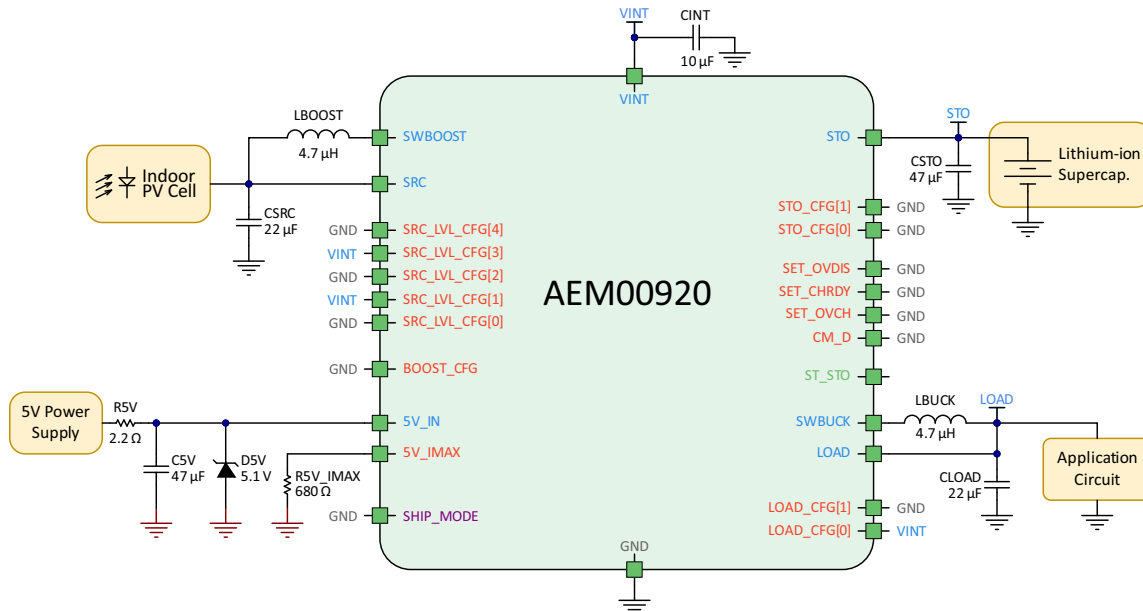 VINT
CINT
10 µF
VINT
LBOOST
4.7 µH
SWBOOST
Indoor
PV Cell
SRC
CSRC
22 µF
GND
SRC_LVL_CFG[4]
VINT
SRC_LVL_CFG[3]
GND
SRC_LVL_CFG[2]
VINT
SRC_LVL_CFG[1]
GND
SRC_LVL_CFG[0]
GND
BOOST_CFG
5V Power
Supply
R5V
2.2 Ω
5V_IN
C5V
47 µF
D5V
5.1 V
5V_IMAX
R5V_IMAX
680 Ω
GND
SHIP_MODE
AEM00920
GND
STO
STO
CSTO
47 µF
Lithium-ion
Supercap.
STO_CFG[1]
GND
STO_CFG[0]
GND
SET_OVDIS
GND
SET_CHRDY
GND
SET_OVCH
GND
CM_D
GND
ST_STO
SWBUCK
LBUCK
4.7 µH
LOAD
LOAD
CLOAD
22 µF
Application
Circuit
LOAD_CFG[1]
GND
LOAD_CFG[0]
VINT